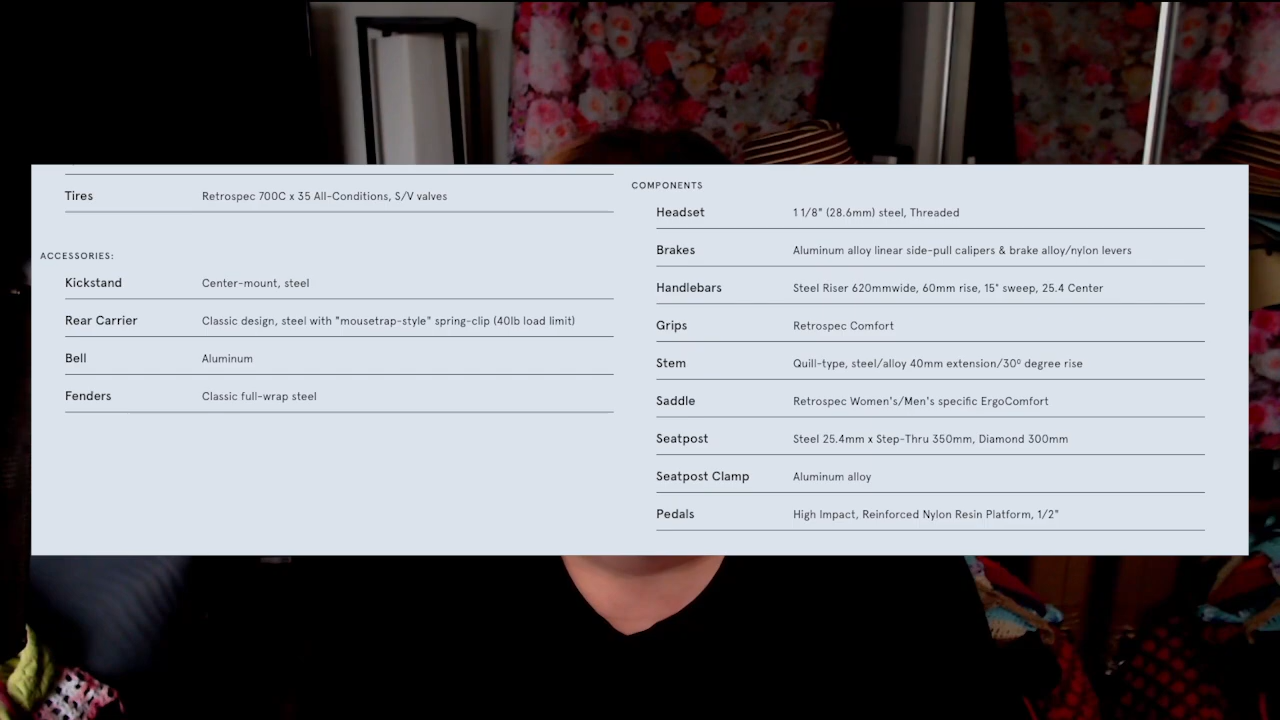 Tires Retrospec 700C x 35 All-Conditions, S/V valves
ACCESSORIES:
Kickstand Center-mount, steel
Rear Carrier Classic design, steel with "mousetrap-style" spring-clip (40lb load limit)
Bell Aluminum
Fenders Classic full-wrap steel
COMPONENTS
Headset 1 1/8" (28.6mm) steel, Threaded
Brakes Aluminum alloy linear side-pull calipers & brake alloy/nylon levers
Handlebars Steel Riser 620mmwide, 60mm rise, 15° sweep, 25.4 Center
Grips Retrospec Comfort
Stem Quill-type, steel/alloy 40mm extension/30º degree rise
Saddle Retrospec Women's/Men's specific ErgoComfort
Seatpost Steel 25.4mm x Step-Thru 350mm, Diamond 300mm
Seatpost Clamp Aluminum alloy
Pedals High Impact, Reinforced Nylon Resin Platform, 1/2"